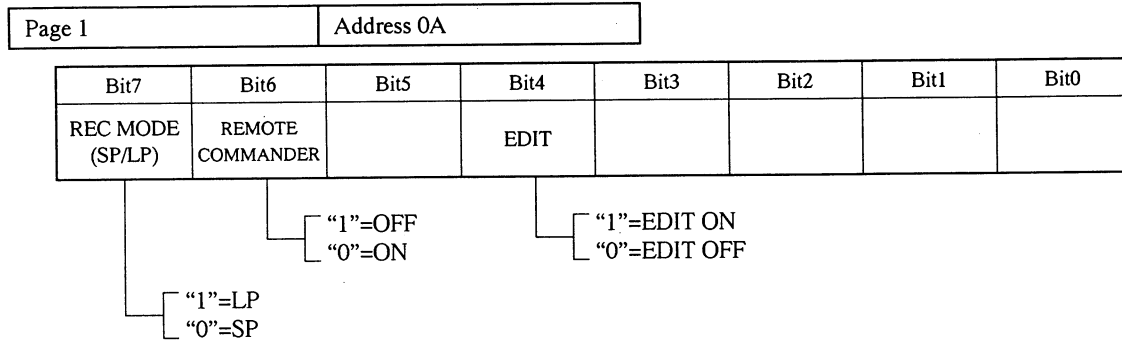 Page 1 Address 0A
Bit7 Bit6 Bit5 Bit4 Bit3 Bit2 Bit1 Bit0
REC MODE (SP/LP) REMOTE COMMANDER EDIT
“1”=OFF “1”=EDIT ON
“0”=ON “0”=EDIT OFF
“1”=LP
“0”=SP